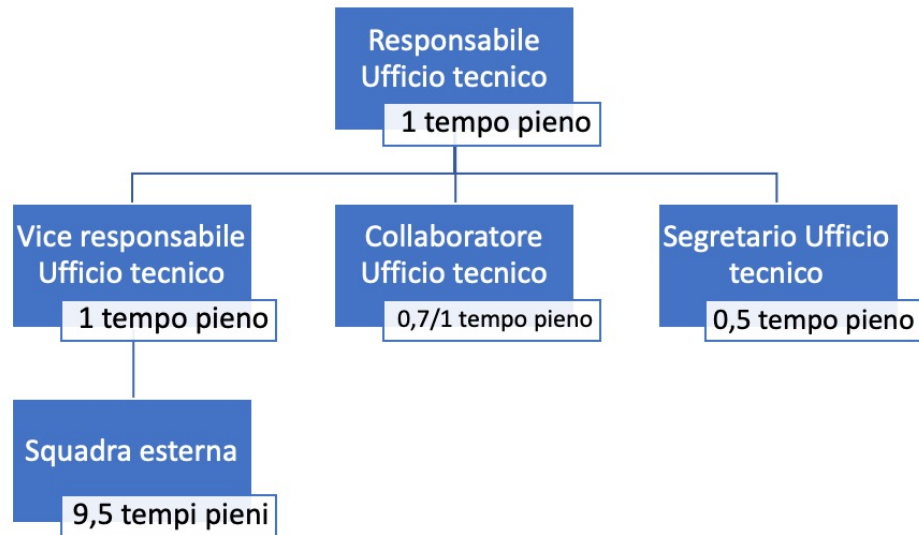 Responsabile
Ufficio tecnico
1 tempo pieno
Vice responsabile
Ufficio tecnico
1 tempo pieno
Collaboratore
Ufficio tecnico
0,7/1 tempo pieno
Segretario Ufficio
tecnico
0,5 tempo pieno
Squadra esterna
9,5 tempi pieni